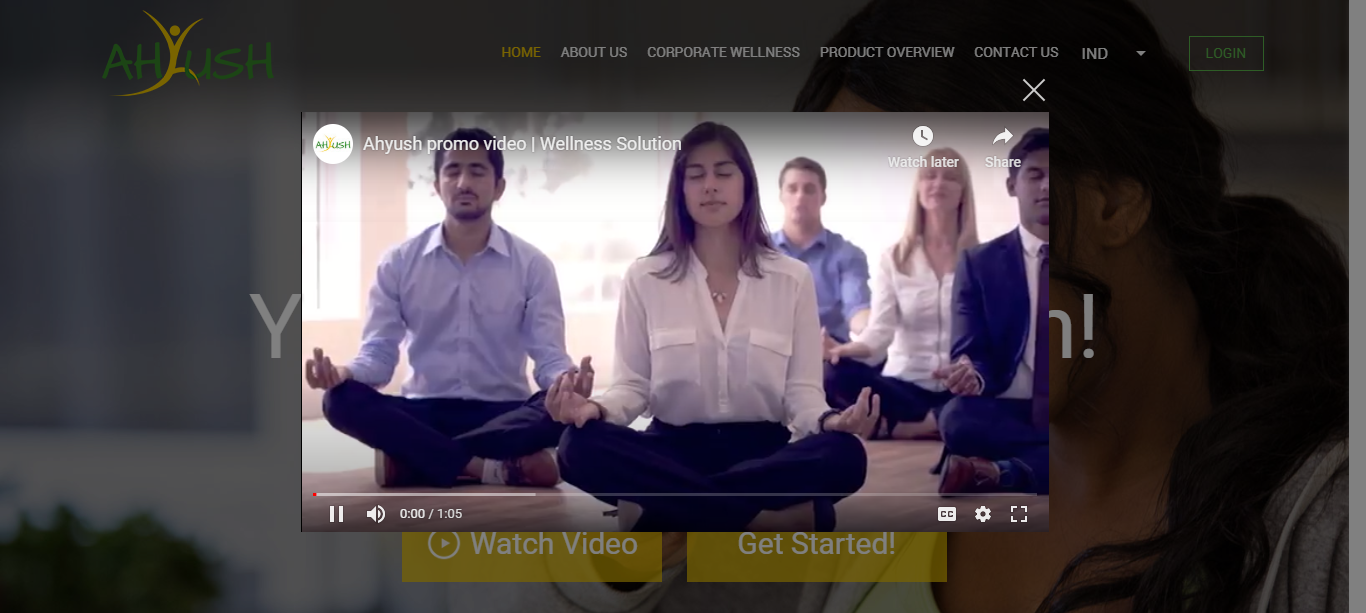 AHYUSH
HOME ABOUT US CORPORATE WELLNESS PRODUCT OVERVIEW CONTACT US IND LOGIN
AHYUSH Ahyush promo video | Wellness Solution
Watch later Share
Y n!
0:00 / 1:05 CC
Watch Video Get Started!